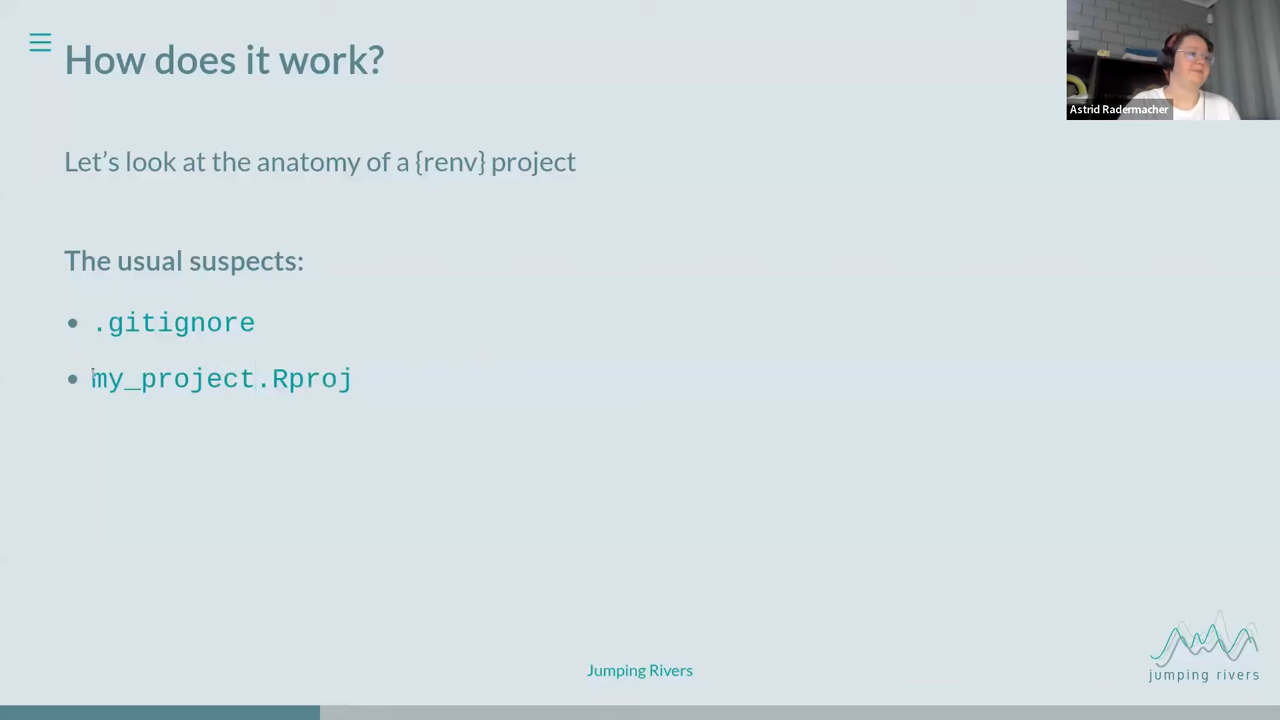 How does it work?
Astrid Radermacher
Let’s look at the anatomy of a {renv} project
The usual suspects:
.gitignore
my_project.Rproj
Jumping Rivers
jumping rivers